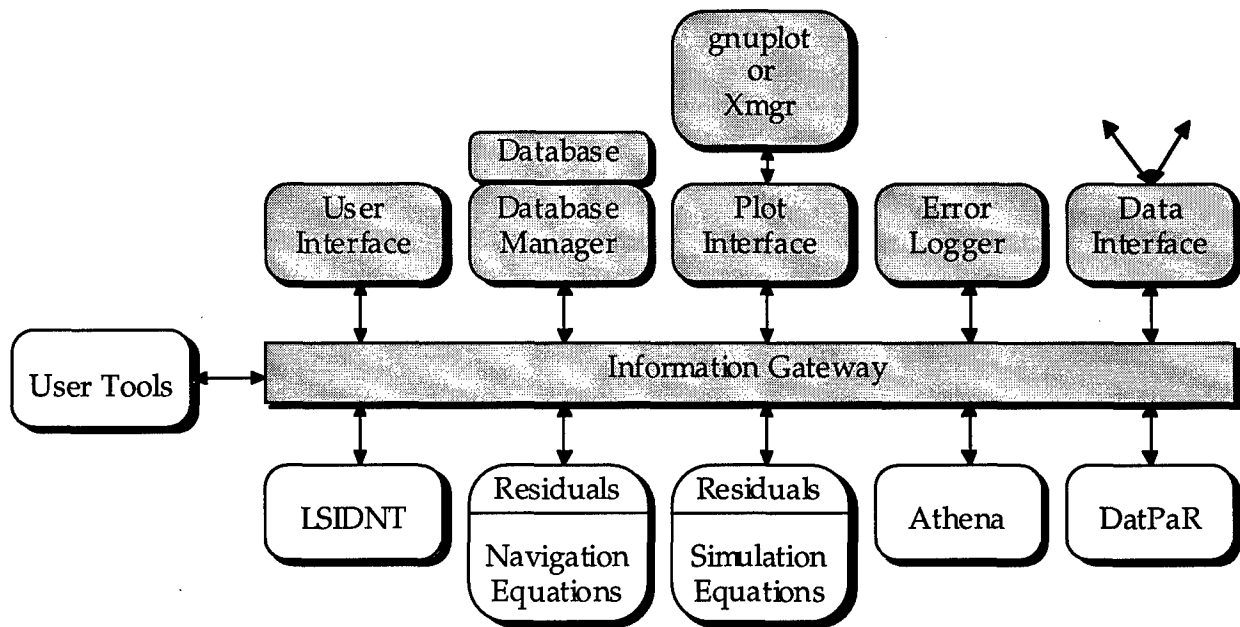 gnuplot
or
Xmgr
Database
User
Interface
Database
Manager
Plot
Interface
Error
Logger
Data
Interface
User Tools
Information Gateway
LSIDNT
Residuals
Navigation
Equations
Residuals
Simulation
Equations
Athena
DatPaR